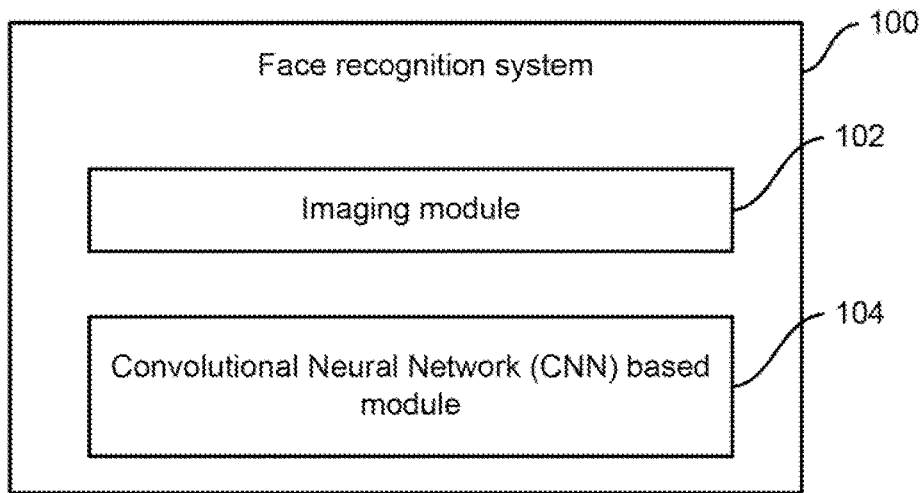 100
Face recognition system
102
Imaging module
104
Convolutional Neural Network (CNN) based
module